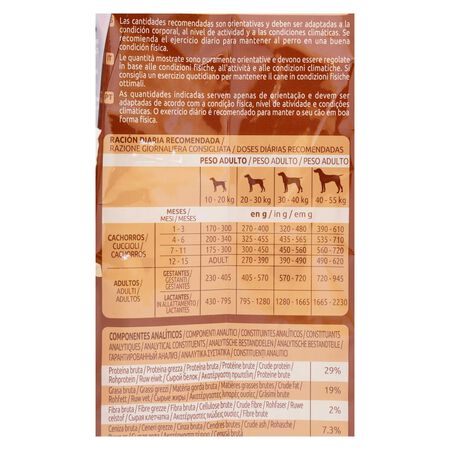 Las cantidades recomendadas son orientativas y deben ser adaptadas a la
condición corporal, al nivel de actividad y a las condiciones climáticas. Se
recomienda el ejercicio diario para mantener al perro en una buena
condición física.
Le quantità mostrate sono puramente orientative e devono essere regolate
in base alle condizioni fisiche, all'attività e alle condizioni climatiche. Si
consiglia un esercizio quotidiano per mantenere il cane in condizioni fisiche
ottimali.
As quantidades indicadas servem apenas de orientação e devem ser
adaptadas de acordo com a condição física, nível de atividade e condições
climáticas. O exercício diário é recomendado para manter o seu cão em boa
forma física.
RACIÓN DIARIA RECOMENDADA /
RAZIONE GIORNALIERA CONSIGLIATA / DOSES DIÁRIAS RECOMENDADAS
PESO ADULTO / PESO ADULTO / PESO ADULTO
10 - 20 kg 20 - 30 kg 30 - 40 kg 40 - 55 kg
MESES /
MESI / MESES
en g / in g / em g
CACHORROS /
CUCCIOLI /
CACHORROS
1 - 3 170 - 300 270 - 400 320 - 480 390 - 610
4 - 6 200 - 340 315 - 505 435 - 635 535 - 710
7 - 11 175 - 300 300 - 450 450 - 560 560 - 720
12 - 15 ADULT 270 - 390 390 - 490 490 - 620
ADULTOS /
ADULTI /
ADULTOS
GESTANTES /
GESTANTI /
GESTANTES
230 - 405 405 - 570 570 - 720 720 - 945
LACTANTES /
IN ALLATTAMENTO /
LACTANTES
430 - 795 795 - 1280 1280 - 1665 1665 - 2230
COMPONENTES ANALÍTICOS / COMPONENTI ANALITICI / CONSTITUENTES ANALÍTICOS / CONSTITUANTS
ANALYTIQUES / ANALYTICAL CONSTITUENTS / ANALYTISCHE BESTANDDELEN / ANALYTISCHE BESTANDTEILE /
Proteína bruta / Proteina grezza / Proteína bruta / Protéine brute / Crude protein /
Rohprotein / Ruw eiwit / Сырой белок / Ακατέργαστη πρωτεΐνη / Proteine brute
29%
Grasa bruta / Grassi grezzi / Matéria gorda bruta / Matières grasses brutes / Crude fat /
Rohfett / Ruw vet / Сырые жиры / Ακατέργαστες λιπαρές ουσίες / Grăsimi brute
19%
Fibra bruta / Fibre grezze / Fibra bruta / Cellulose brute / Crude fibre / Rohfaser / Ruwe
celstof / Сырая клетчатка / Ακατέργαστες ίνες / Fibre brute
2%
Ceniza bruta / Ceneri grezze / Cinza bruta / Cendres brutes / Crude ash / Rohasche /
7.3%